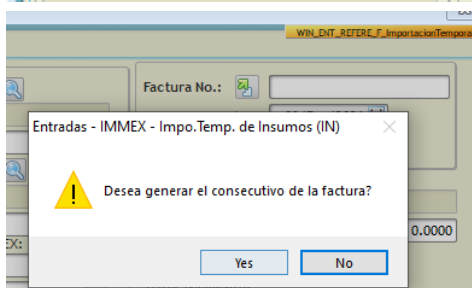 WIN_ENT_REFERE_F_ImportacionTempora
Factura No.:
Entradas - IMMEX - Impo.Temp. de Insumos (IN)
Desea generar el consecutivo de la factura?
0.0000
EX:
Yes No